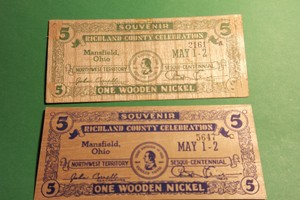 5 SOUVENIR 5
RICHLAND COUNTY CELEBRATION
2161
Mansfield, MAY 1-2
Ohio
NORTHWEST TERRITORY SESQUI-CENTENNIAL
5 ONE WOODEN NICKEL 5
5 SOUVENIR 5
RICHLAND COUNTY CELEBRATION
5647
Mansfield, MAY 1-2
Ohio
NORTHWEST TERRITORY SESQUI-CENTENNIAL
5 ONE WOODEN NICKEL 5